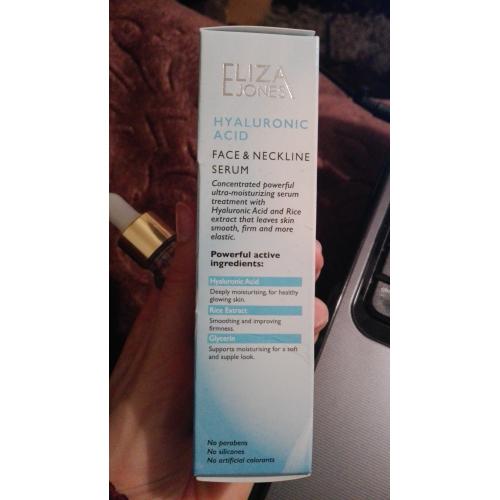 ELIZA
JONES
HYALURONIC
ACID
FACE & NECKLINE
SERUM
Concentrated powerful
ultra-moisturizing serum
treatment with
Hyaluronic Acid and Rice
extract that leaves skin
smooth, firm and more
elastic.
Powerful active
ingredients:
Hyaluronic Acid
Deeply moisturising, for healthy
glowing skin.
Rice Extract
Smoothing and improving
firmness.
Glycerin
Supports moisturising for a soft
and supple look.
No parabens
No silicones
No artificial colorants